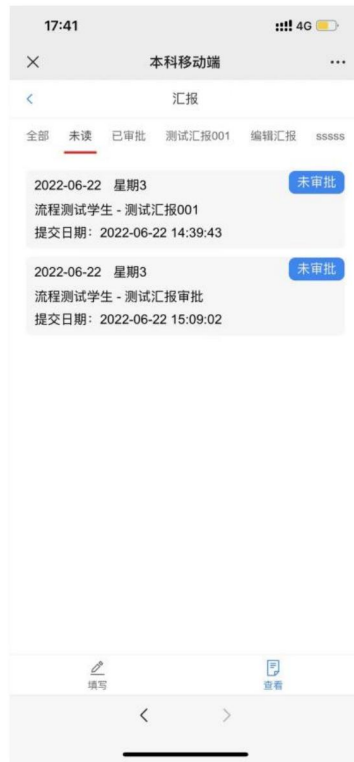 17:41
4G
本科移动端
汇报
全部 未读 已审批 测试汇报001 编辑汇报 sssss
2022-06-22 星期3 未审批
流程测试学生 - 测试汇报001
提交日期：2022-06-22 14:39:43
2022-06-22 星期3 未审批
流程测试学生 - 测试汇报审批
提交日期：2022-06-22 15:09:02
填写 查看